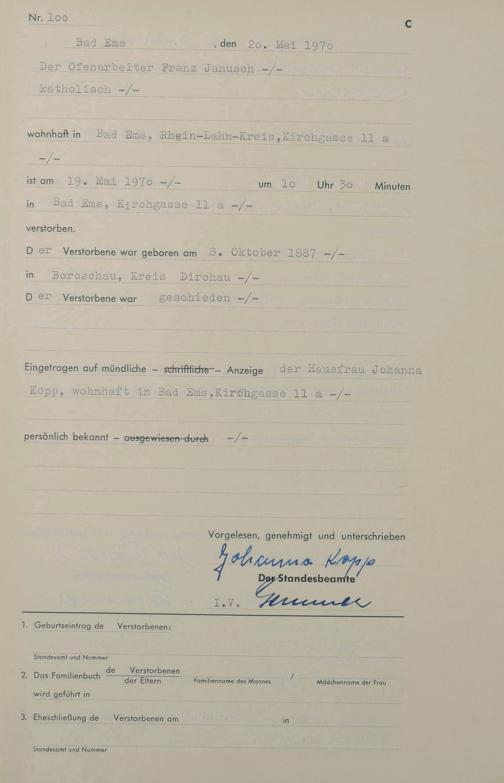 Nr. 100
C
Bad Ems , den 20. Mai 1970
Der Ofenarbeiter Franz Janusch -/-
katholisch -/-
wohnhaft in Bad Ems, Rhein-Lahn-Kreis,Kirchgasse 11 a
-/-
ist am 19. Mai 1970 -/- um 10 Uhr 30 Minuten
in Bad Ems, Kirchgasse 11 a -/-
verstorben.
Der Verstorbene war geboren am 8. Oktober 1887 -/-
in Boroschau, Kreis Dirchau -/-
Der Verstorbene war geschieden -/-
Eingetragen auf mündliche – schriftliche – Anzeige der Hausfrau Johanna
Kopp, wohnhaft in Bad Ems,Kirchgasse 11 a -/-
persönlich bekannt – ausgewiesen durch -/-
Vorgelesen, genehmigt und unterschrieben
Johanna Kopp
Der Standesbeamte
I.V.
1. Geburtseintrag de Verstorbenen:
Standesamt und Nummer
2. Das Familienbuch de Verstorbenen
der Eltern Familienname des Mannes / Mädchenname der Frau
wird geführt in
3. Eheschließung de Verstorbenen am in
Standesamt und Nummer